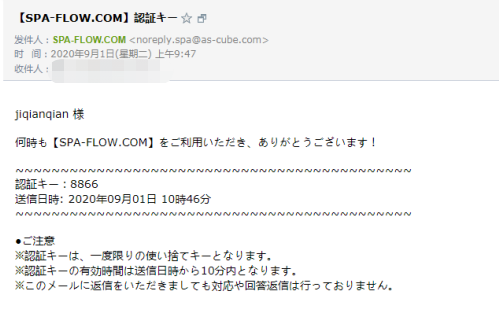 【SPA-FLOW.COM】認証キー
发件人：SPA-FLOW.COM <noreply.spa@as-cube.com>
时　间：2020年9月1日(星期二) 上午9:47
收件人：
jiqianqian 様
何時も【SPA-FLOW.COM】をご利用いただき、ありがとうございます！
~~~~~~~~~~~~~~~~~~~~~~~~~~~~~~~~~~~~~~~~~~~~
認証キー：8866
送信日時: 2020年09月01日 10時46分
~~~~~~~~~~~~~~~~~~~~~~~~~~~~~~~~~~~~~~~~~~~~
●ご注意
※認証キーは、一度限りの使い捨てキーとなります。
※認証キーの有効時間は送信日時から10分内となります。
※このメールに返信をいただきましても対応や回答返信は行っておりません。